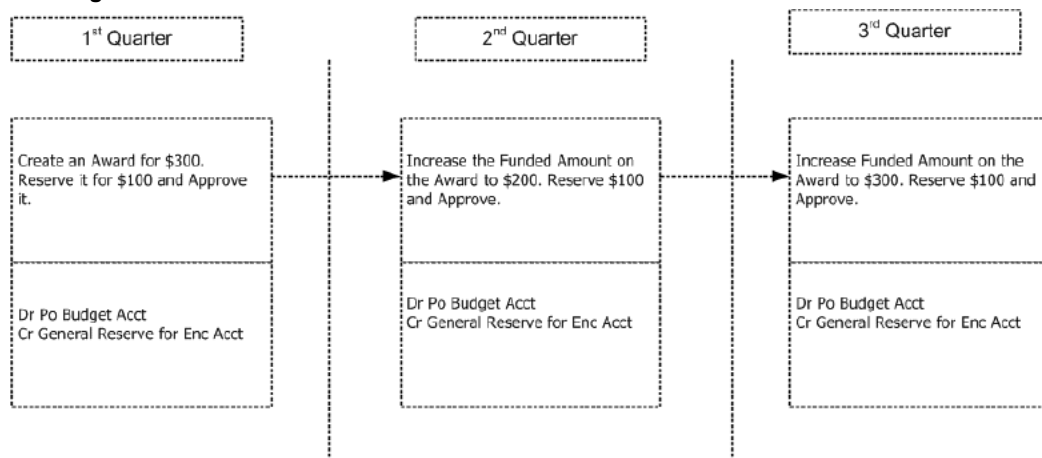 1st Quarter
2nd Quarter
3rd Quarter
Create an Award for $300.
Reserve it for $100 and Approve
it.
Increase the Funded Amount on
the Award to $200. Reserve $100
and Approve.
Increase Funded Amount on the
Award to $300. Reserve $100 and
Approve.
Dr Po Budget Acct
Cr General Reserve for Enc Acct
Dr Po Budget Acct
Cr General Reserve for Enc Acct
Dr Po Budget Acct
Cr General Reserve for Enc Acct